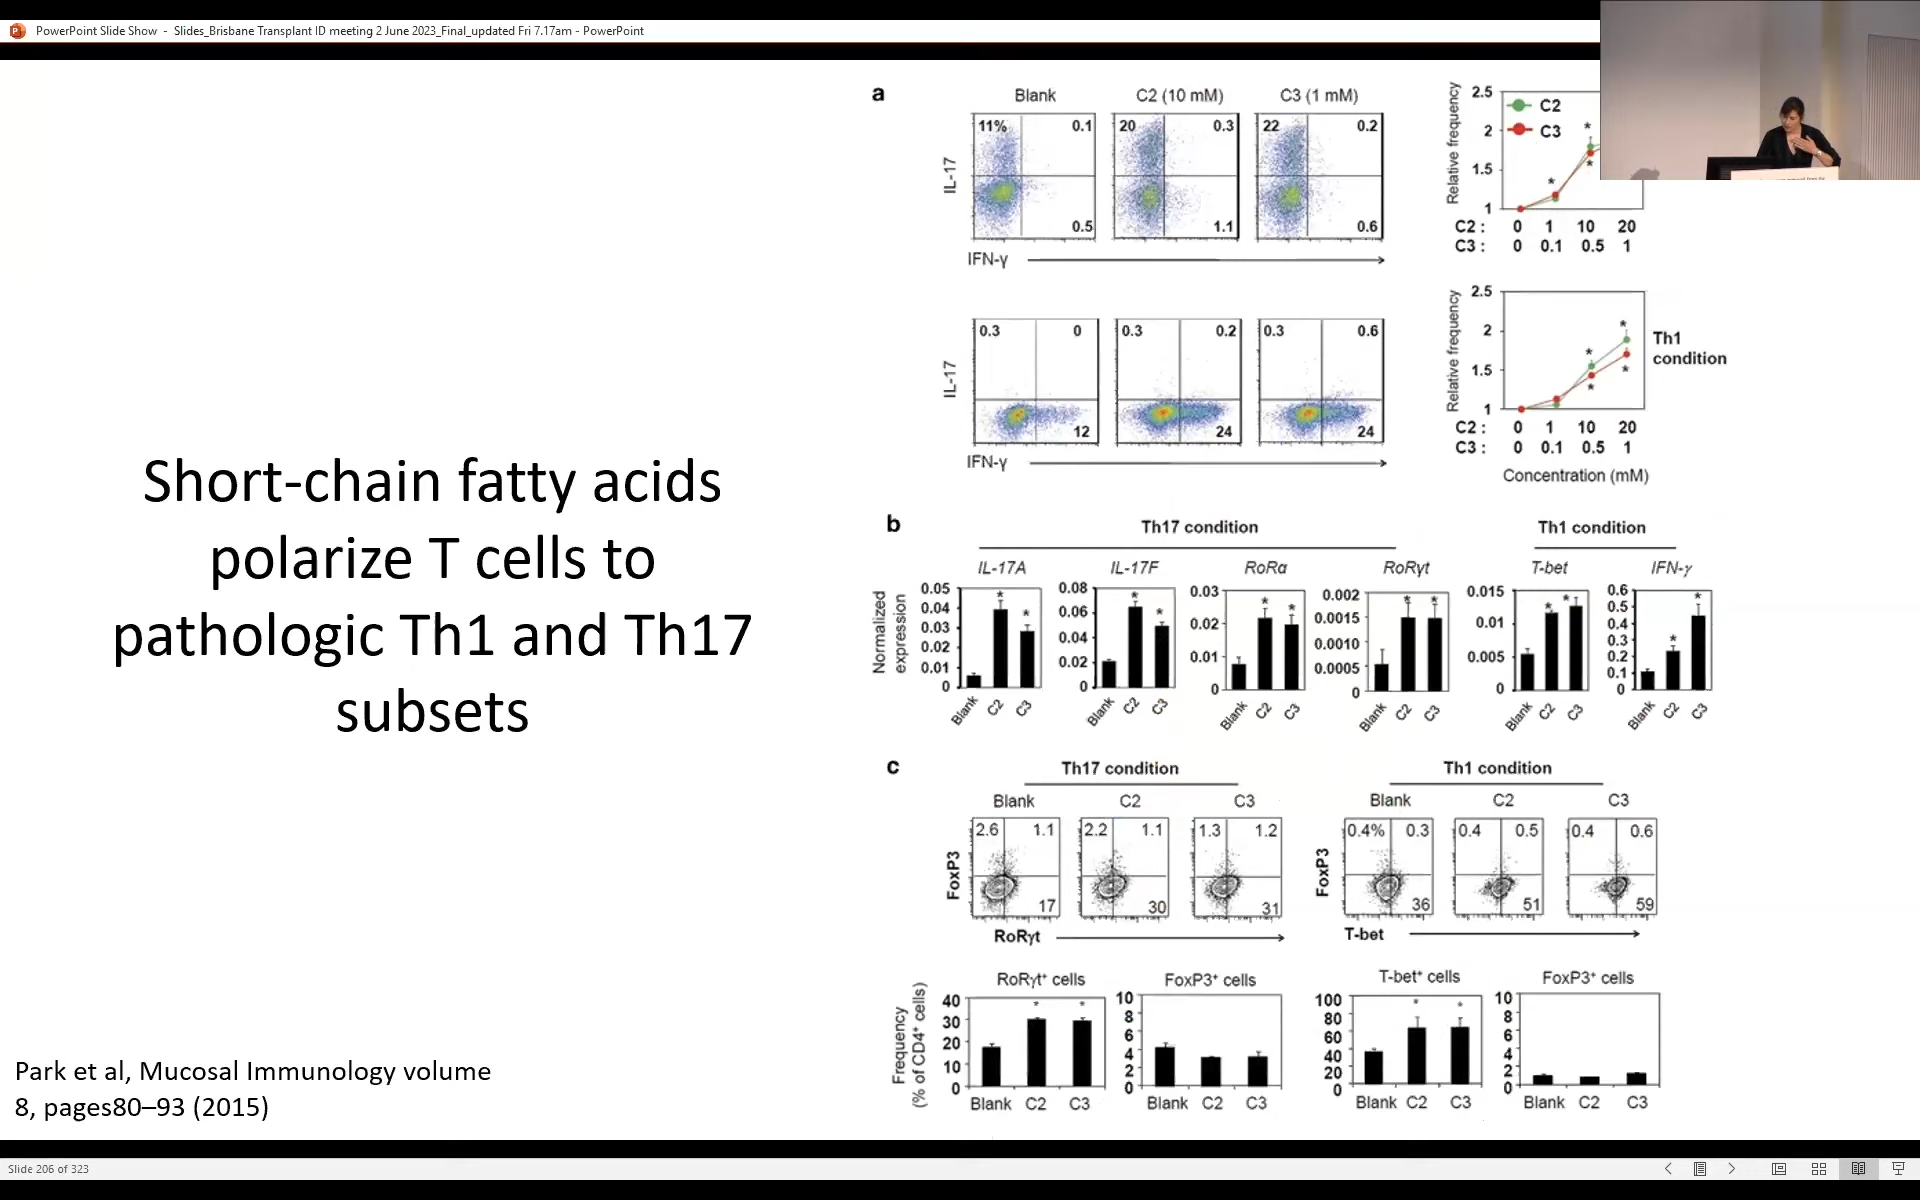 PowerPoint Slide Show - Slides_Brisbane Transplant ID meeting 2 June 2023_Final_updated Fri 7.17am - PowerPoint
Short-chain fatty acids
polarize T cells to
pathologic Th1 and Th17
subsets
Park et al, Mucosal Immunology volume
8, pages80–93 (2015)
a
Blank C2 (10 mM) C3 (1 mM)
IL-17
11% 0.1 20 0.3 22 0.2
0.5 1.1 0.6
IFN-γ
Relative frequency
2.5
2
1.5
1
C2
C3
*
*
*
C2 : 0 1 10 20
C3 : 0 0.1 0.5 1
IL-17
0.3 0 0.3 0.2 0.3 0.6
12 24 24
IFN-γ
Relative frequency
2.5
2
1.5
1
* *
* *
Th1
condition
C2 : 0 1 10 20
C3 : 0 0.1 0.5 1
Concentration (mM)
b
Th17 condition Th1 condition
IL-17A IL-17F RoRα RoRγt T-bet IFN-γ
Normalized
expression
0.05
0.04
0.03
0.02
0.01
0
* *
Blank C2 C3
0.08
0.06
0.04
0.02
0
* *
Blank C2 C3
0.03
0.02
0.01
0
* *
Blank C2 C3
0.002
0.0015
0.001
0.0005
0
* *
Blank C2 C3
0.015
0.01
0.005
0
* *
Blank C2 C3
0.6
0.5
0.4
0.3
0.2
0.1
0
* *
Blank C2 C3
c
Th17 condition Th1 condition
Blank C2 C3 Blank C2 C3
FoxP3
2.6 1.1 2.2 1.1 1.3 1.2
17 30 31
RoRγt
FoxP3
0.4% 0.3 0.4 0.5 0.4 0.6
36 51 59
T-bet
Frequency
(% of CD4⁺ cells)
RoRγt⁺ cells
40
30
20
10
0
* *
Blank C2 C3
FoxP3⁺ cells
10
8
6
4
2
0
Blank C2 C3
T-bet⁺ cells
100
80
60
40
20
0
* *
Blank C2 C3
FoxP3⁺ cells
10
8
6
4
2
0
Blank C2 C3
Slide 206 of 323